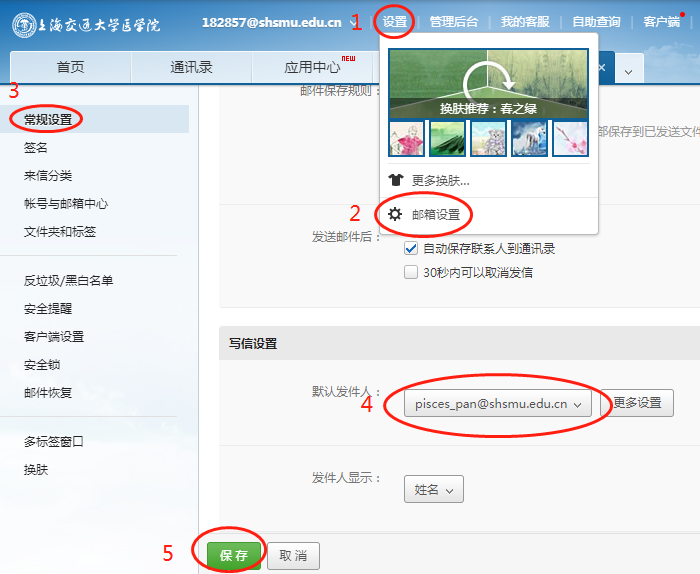 上海交通大学医学院
182857@shsmu.edu.cn
1
设置
管理后台
我的客服
自助查询
客户端
首页
通讯录
应用中心
NEW
3
常规设置
签名
来信分类
帐号与邮箱中心
文件夹和标签
反垃圾/黑白名单
安全提醒
客户端设置
安全锁
邮件恢复
多标签窗口
换肤
邮件保存规则：
部保存到已发送文件
换肤推荐：春之绿
更多换肤...
2
邮箱设置
发送邮件后：
自动保存联系人到通讯录
30秒内可以取消发信
写信设置
默认发件人：
4
pisces_pan@shsmu.edu.cn
更多设置
发件人显示：
姓名
5
保存
取消